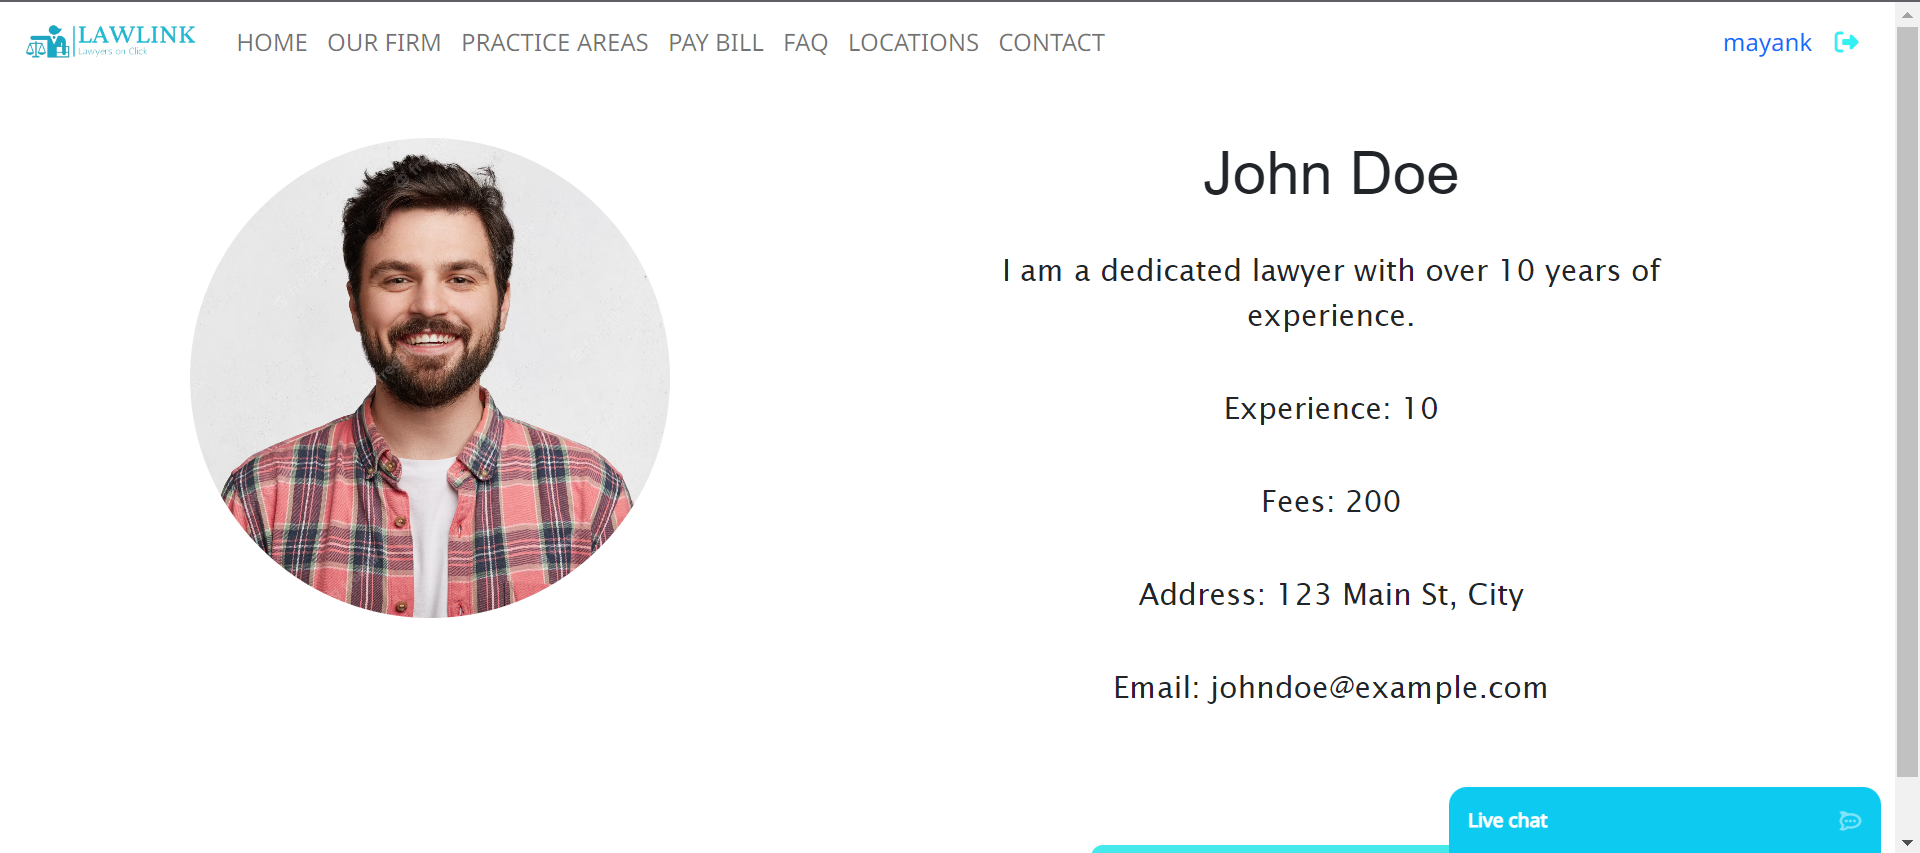 LAWLINK
Lawyers on Click
HOME OUR FIRM PRACTICE AREAS PAY BILL FAQ LOCATIONS CONTACT
mayank
John Doe
I am a dedicated lawyer with over 10 years of
experience.
Experience: 10
Fees: 200
Address: 123 Main St, City
Email: johndoe@example.com
Live chat